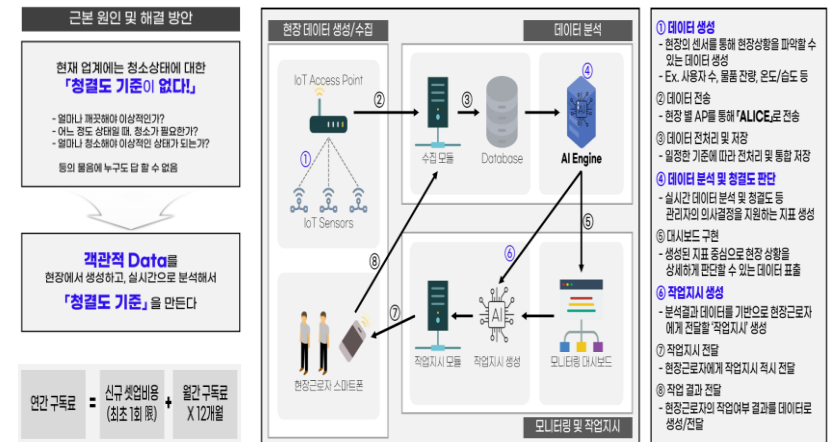 근본 원인 및 해결 방안
현재 업계에는 청소상태에 대한
「청결도 기준이 없다!」
- 얼마나 깨끗해야 이상적인가?
- 어느 정도 상태일 때, 청소가 필요한가?
- 얼마나 청소해야 이상적인 상태가 되는가?
등의 물음에 누구도 답 할 수 없음
객관적 Data를
현장에서 생성하고, 실시간으로 분석해서
「청결도 기준」을 만든다
연간 구독료 = 신규 셋업비용 (최초 1회 限) + 월간 구독료 X 12개월
현장 데이터 생성/수집
IoT Access Point
①
IoT Sensors
②
데이터 분석
수집 모듈
③
Database
④
AI Engine
⑤
⑥
⑦
⑧
현장근로자 스마트폰
작업지시 모듈
AI
작업지시 생성
모니터링 대시보드
모니터링 및 작업지시
① 데이터 생성
- 현장의 센서를 통해 현장상황을 파악할 수
있는 데이터 생성
- Ex. 사용자 수, 물품 잔량, 온도/습도 등
② 데이터 전송
- 현장 별 AP를 통해 「ALICE」로 전송
③ 데이터 전처리 및 저장
- 일정한 기준에 따라 전처리 및 통합 저장
④ 데이터 분석 및 청결도 판단
- 실시간 데이터 분석 및 청결도 등
관리자의 의사결정을 지원하는 지표 생성
⑤ 대시보드 구현
- 생성된 지표 중심으로 현장 상황을
상세하게 판단할 수 있는 데이터 표출
⑥ 작업지시 생성
- 분석결과 데이터를 기반으로 현장근로자
에게 전달할 '작업지시' 생성
⑦ 작업지시 전달
- 현장근로자에게 작업지시 적시 전달
⑧ 작업 결과 전달
- 현장근로자의 작업여부 결과를 데이터로
생성/전달